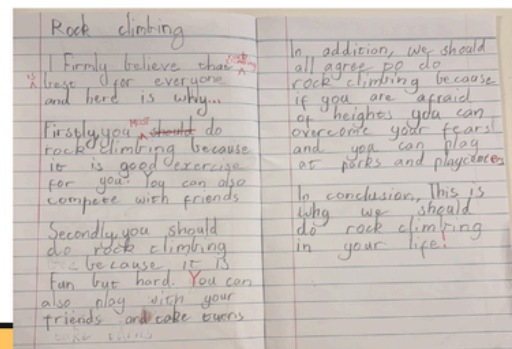 Rock climbing
I Firmly believe that rock climbing
is best for everyone
and here is why...
Firstly, you must should do
rock climbing because
it is good exercise
for you. You can also
compete with friends
Secondly, you should
do rock climbing
because it is
fun but hard. You can
also play with your
friends and take turns
In addition, we should
all agree to do
rock climbing because
if you are afraid
of heights you can
overcome your fears!
and you can play
at parks and
In conclusion, This is
why we should
do rock climbing
in your life!